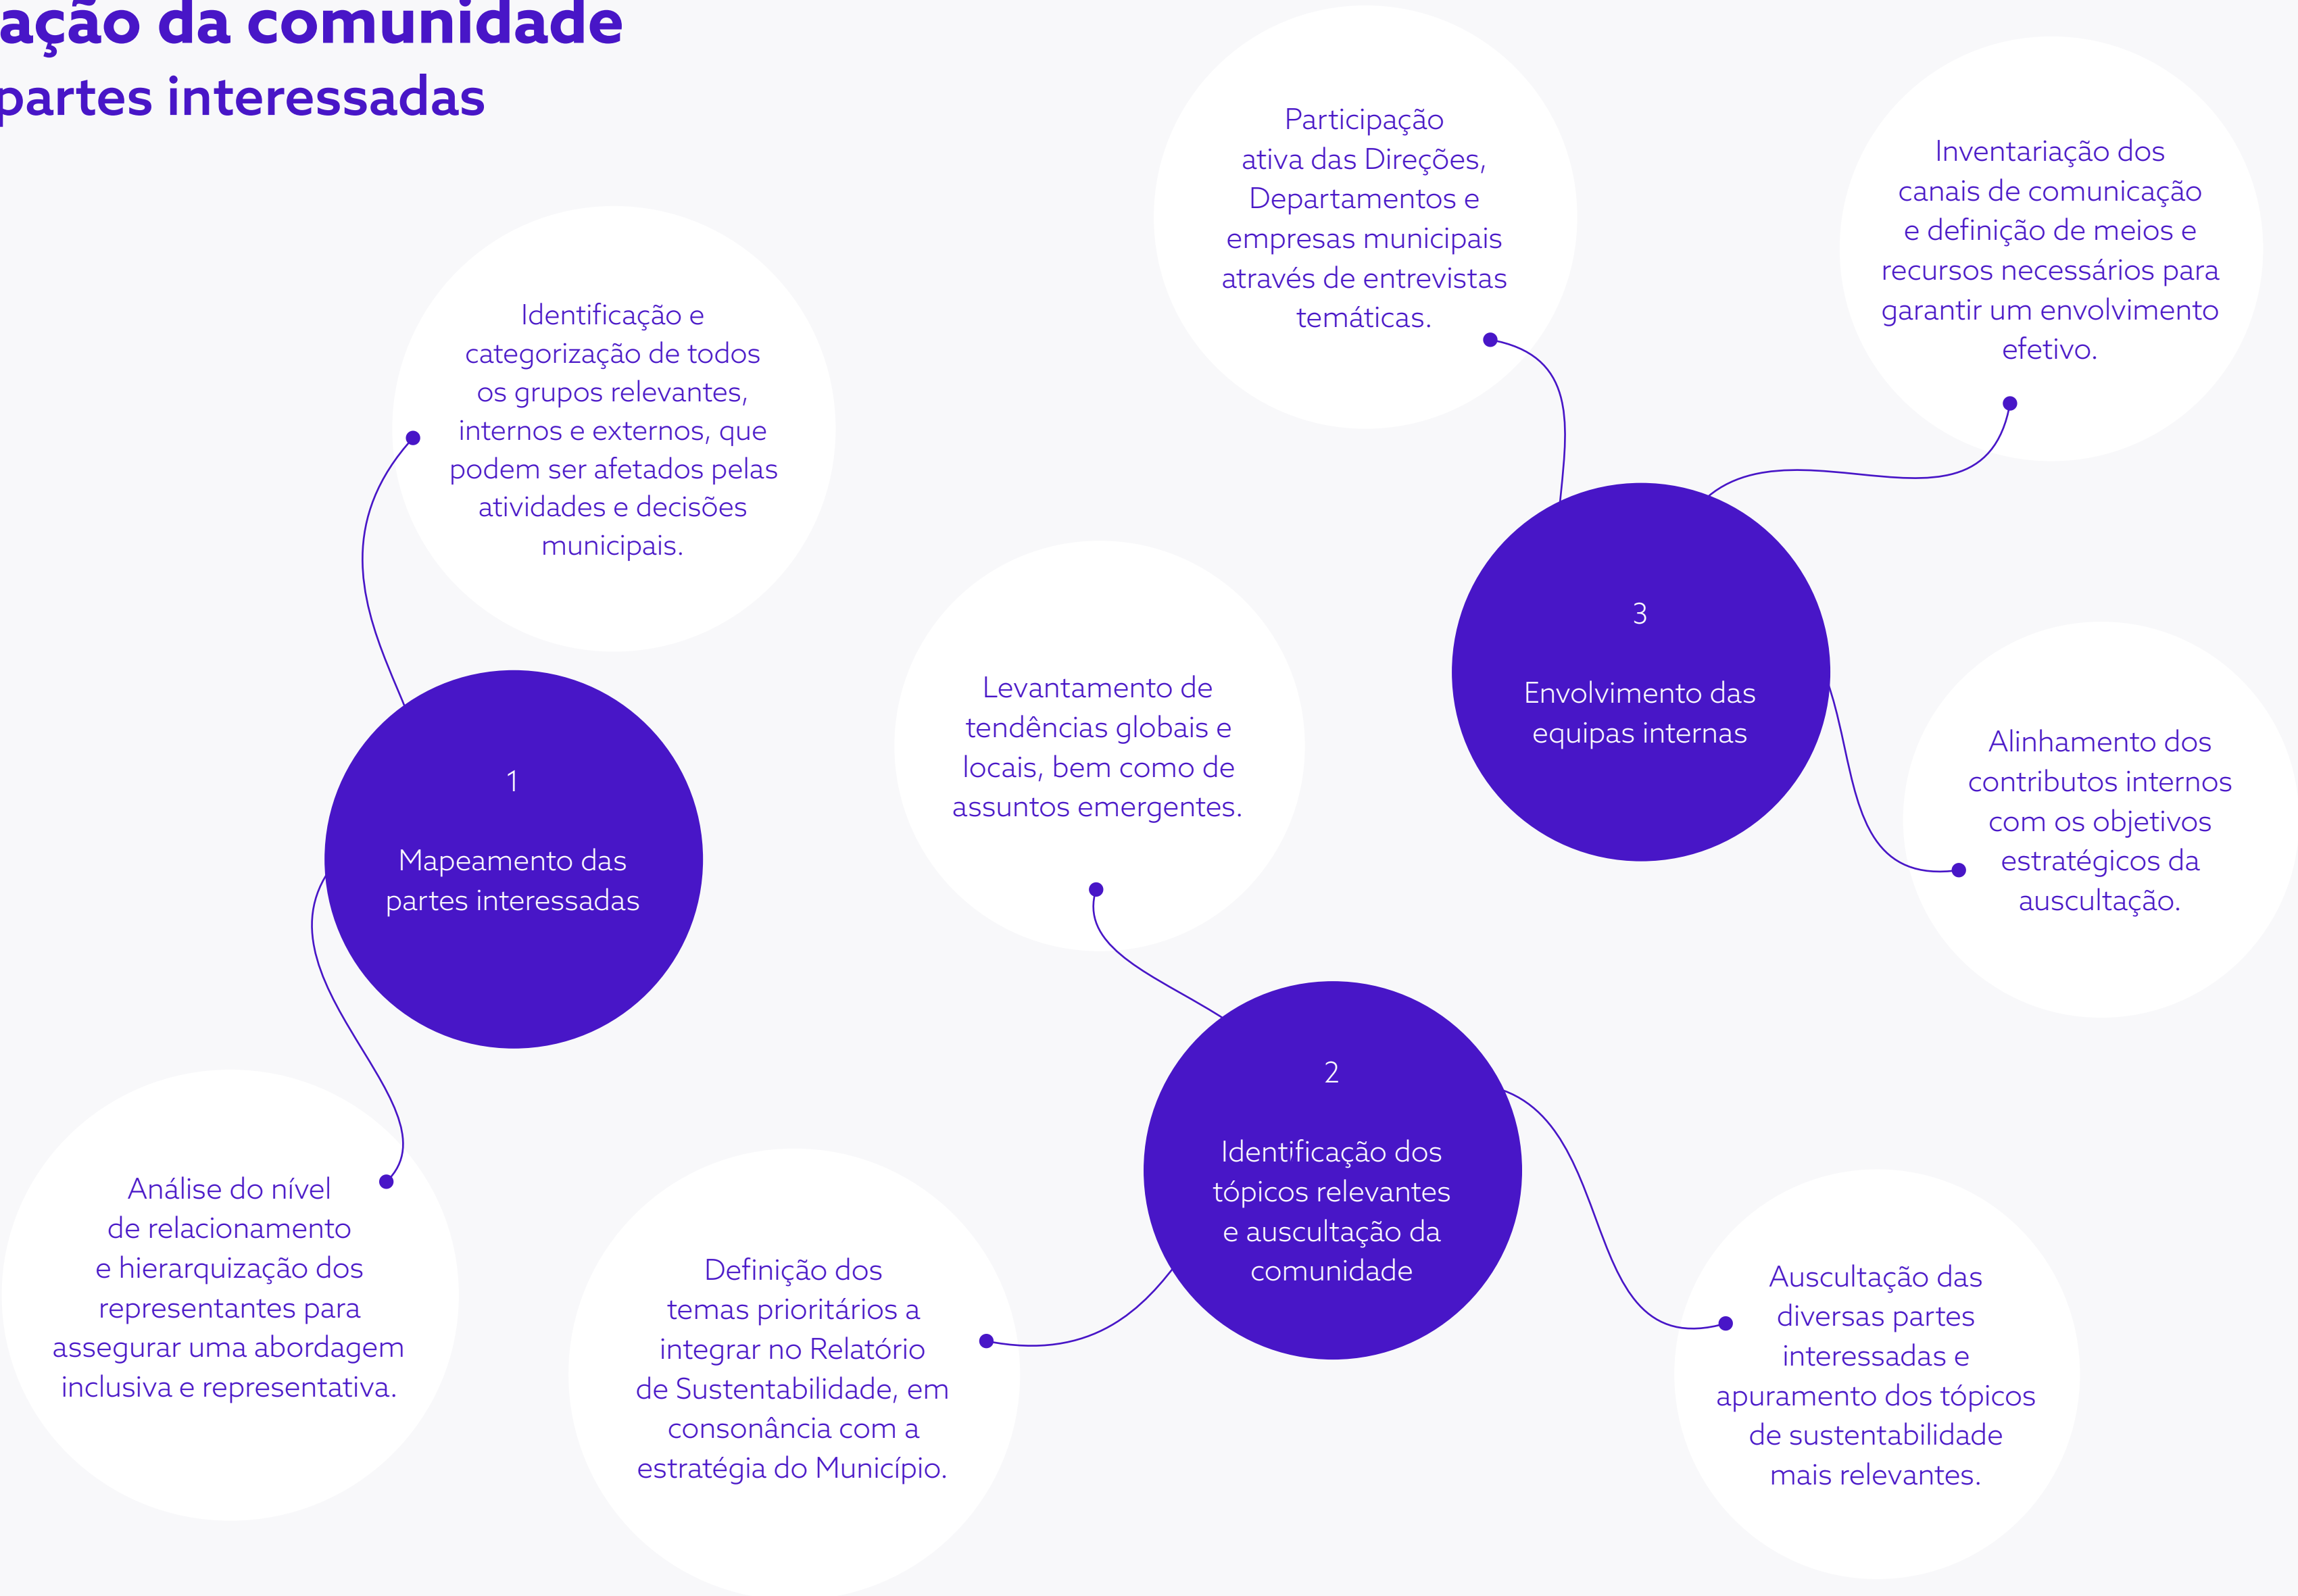 ação da comunidade
partes interessadas
Identificação e
categorização de todos
os grupos relevantes,
internos e externos, que
podem ser afetados pelas
atividades e decisões
municipais.
1
Mapeamento das
partes interessadas
Análise do nível
de relacionamento
e hierarquização dos
representantes para
assegurar uma abordagem
inclusiva e representativa.
Levantamento de
tendências globais e
locais, bem como de
assuntos emergentes.
2
Identificação dos
tópicos relevantes
e auscultação da
comunidade
Definição dos
temas prioritários a
integrar no Relatório
de Sustentabilidade, em
consonância com a
estratégia do Município.
Auscultação das
diversas partes
interessadas e
apuramento dos tópicos
de sustentabilidade
mais relevantes.
Participação
ativa das Direções,
Departamentos e
empresas municipais
através de entrevistas
temáticas.
Inventariação dos
canais de comunicação
e definição de meios e
recursos necessários para
garantir um envolvimento
efetivo.
3
Envolvimento das
equipas internas
Alinhamento dos
contributos internos
com os objetivos
estratégicos da
auscultação.